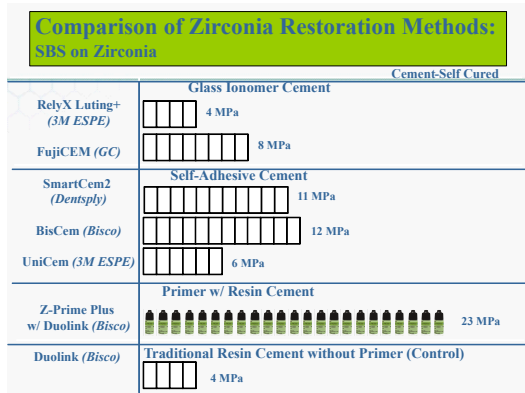 Comparison of Zirconia Restoration Methods:
SBS on Zirconia
Cement-Self Cured
Glass Ionomer Cement
RelyX Luting+
(3M ESPE)
4 MPa
FujiCEM (GC)
8 MPa
Self-Adhesive Cement
SmartCem2
(Dentsply)
11 MPa
BisCem (Bisco)
12 MPa
UniCem (3M ESPE)
6 MPa
Primer w/ Resin Cement
Z-Prime Plus
w/ Duolink (Bisco)
23 MPa
Traditional Resin Cement without Primer (Control)
Duolink (Bisco)
4 MPa